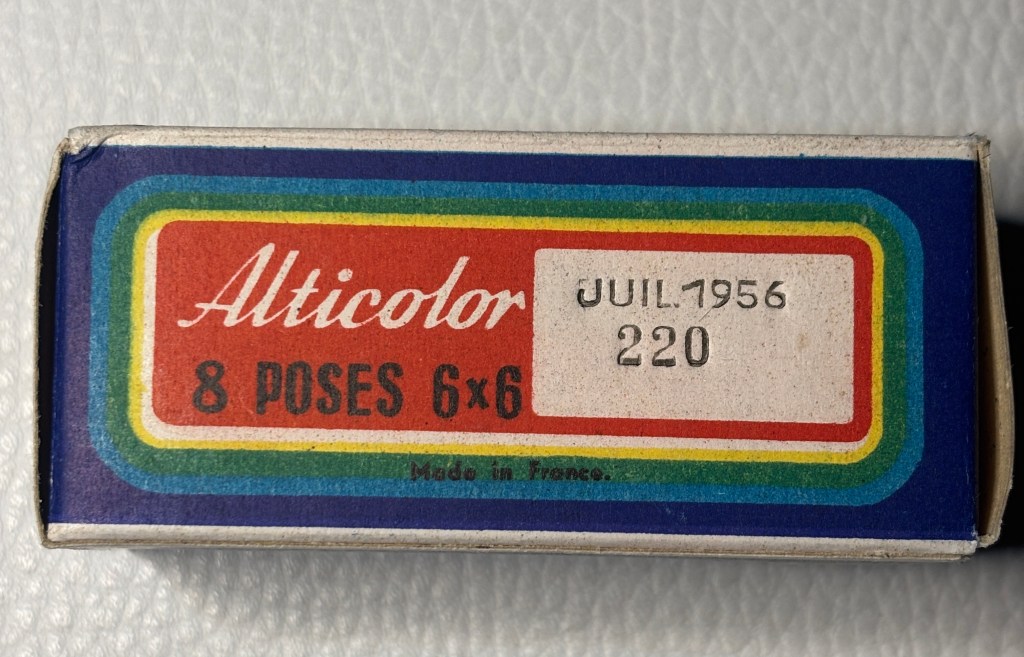 Alticolor
8 POSES 6x6
JUIL.1956
220
Made in France.